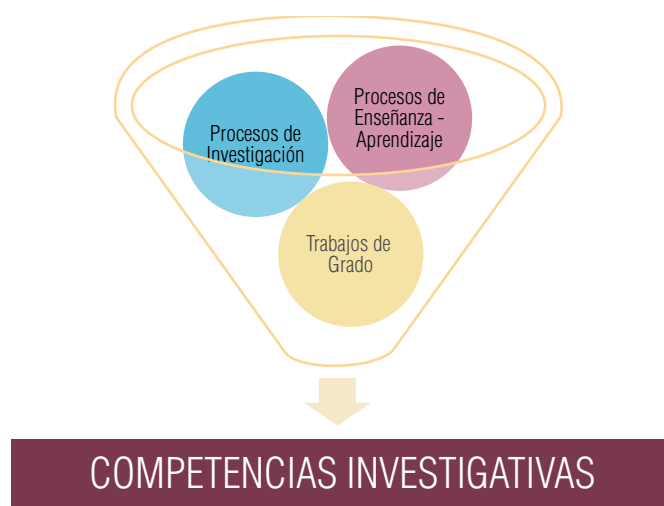 Procesos de
Enseñanza -
Aprendizaje
Procesos de
Investigación
Trabajos de
Grado
COMPETENCIAS INVESTIGATIVAS